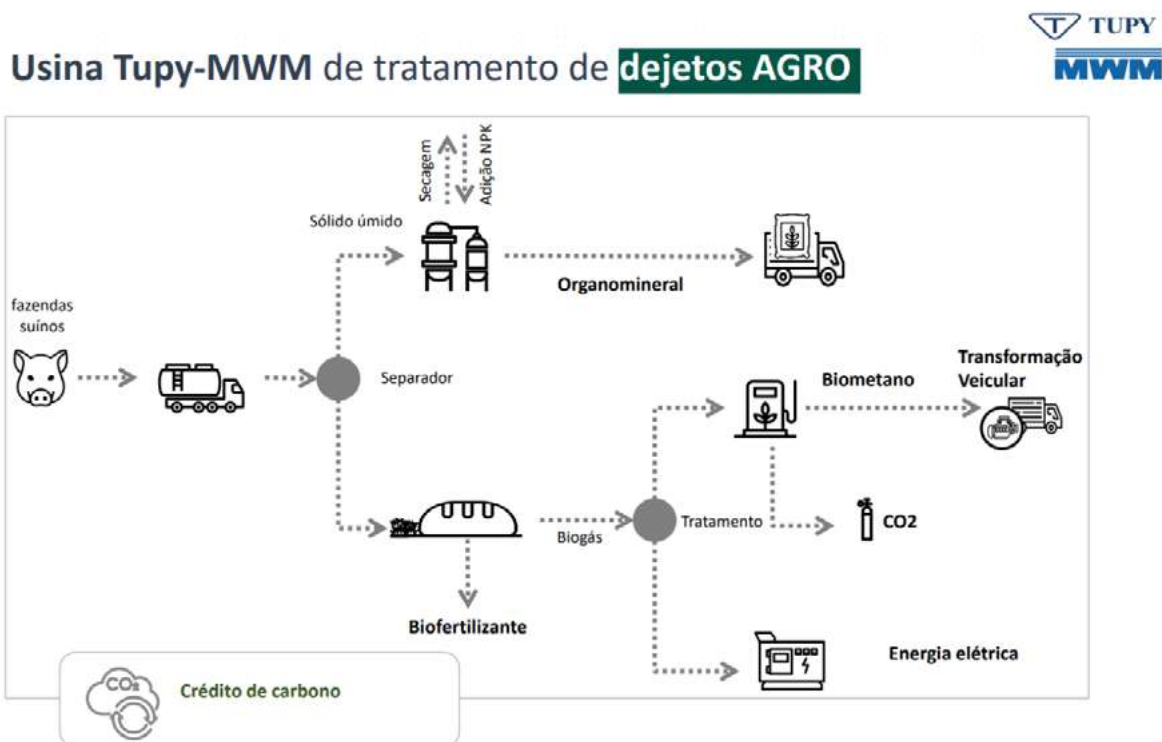 TUPY
MWM
Usina Tupy-MWM de tratamento de dejetos AGRO
Secagem
Adição NPK
Sólido úmido
Organomineral
fazendas
suínos
Separador
Biometano
Transformação
Veicular
Biogás
Tratamento
CO2
Biofertilizante
Energia elétrica
CO₂
Crédito de carbono